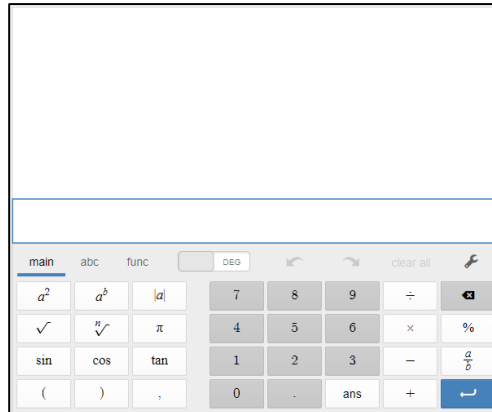 main abc func DEG clear all
a² aᵇ |a| 7 8 9 ÷
√ ⁿ√ π 4 5 6 × %
sin cos tan 1 2 3 − a/b
( ) , 0 . ans +